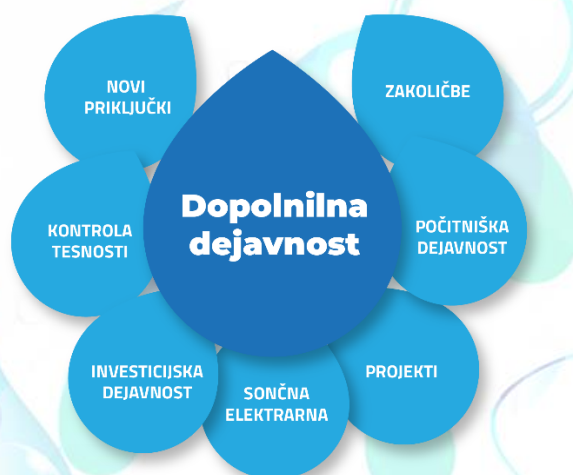 NOVI
PRIKLJUČKI
ZAKOLIČBE
Dopolnilna
dejavnost
KONTROLA
TESNOSTI
POČITNIŠKA
DEJAVNOST
INVESTICIJSKA
DEJAVNOST
SONČNA
ELEKTRARNA
PROJEKTI